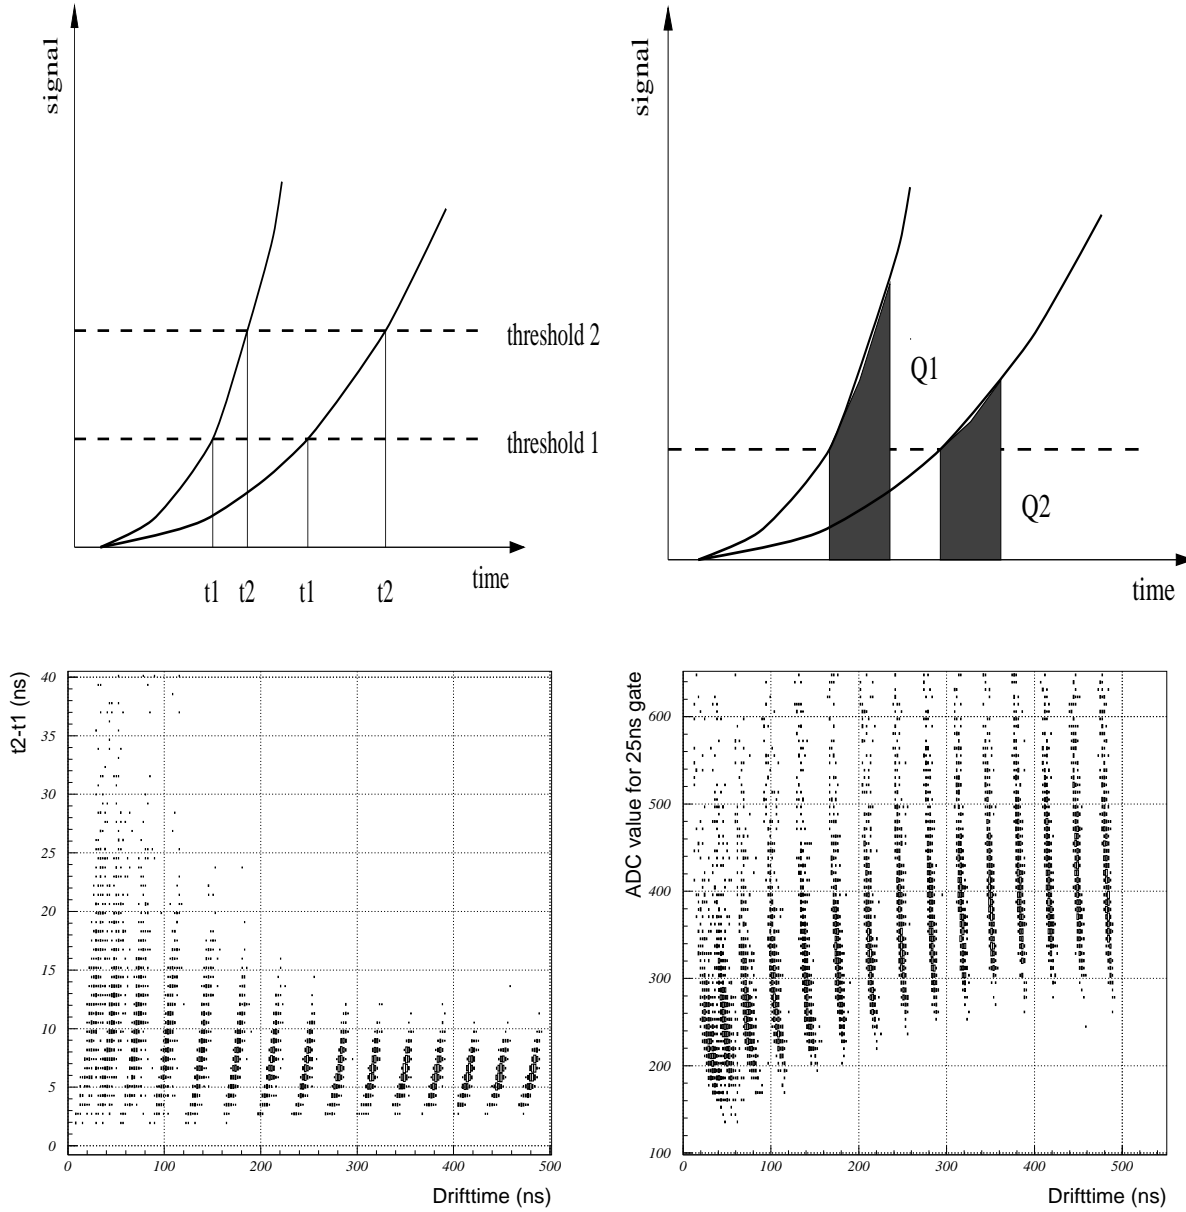 signal
threshold 2
threshold 1
t1 t2 t1 t2
time
signal
Q1
Q2
time
t2-t1 (ns)
40
35
30
25
20
15
10
5
0
0 100 200 300 400 500
Drifttime (ns)
ADC value for 25ns gate
600
500
400
300
200
100
0 100 200 300 400 500
Drifttime (ns)